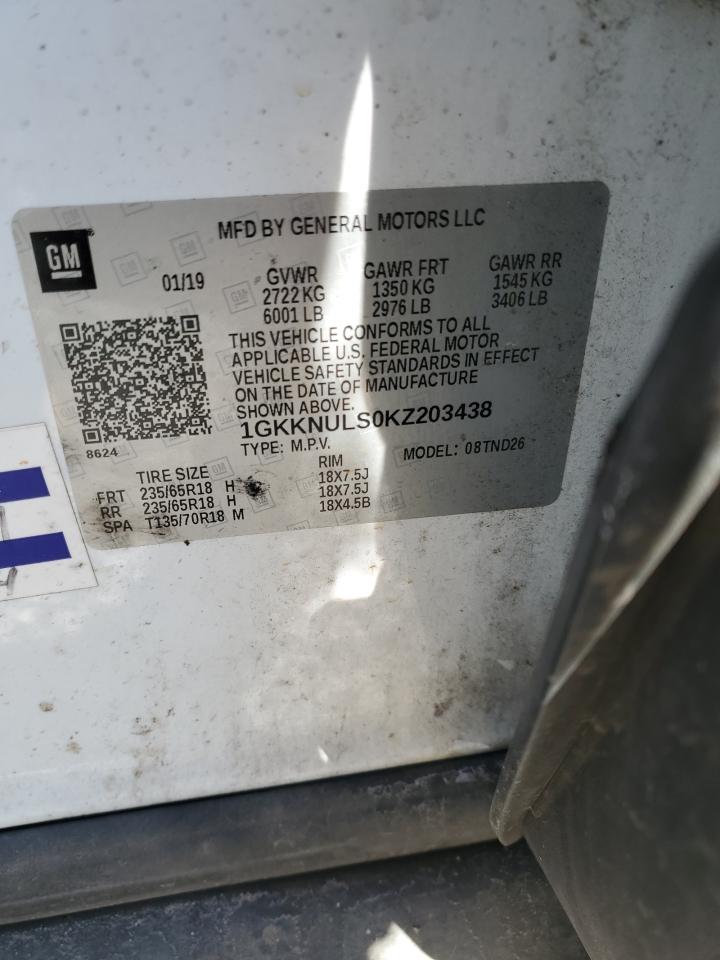 MFD BY GENERAL MOTORS LLC
GM
01/19 GVWR GAWR FRT GAWR RR
2722 KG 1350 KG 1545 KG
6001 LB 2976 LB 3406 LB
THIS VEHICLE CONFORMS TO ALL
APPLICABLE U.S. FEDERAL MOTOR
VEHICLE SAFETY STANDARDS IN EFFECT
ON THE DATE OF MANUFACTURE
SHOWN ABOVE.
1GKKNULS0KZ203438
8624
TYPE: M.P.V. MODEL: 08TND26
TIRE SIZE RIM
FRT 235/65R18 H 18X7.5J
RR 235/65R18 H 18X7.5J
SPA T135/70R18 M 18X4.5B